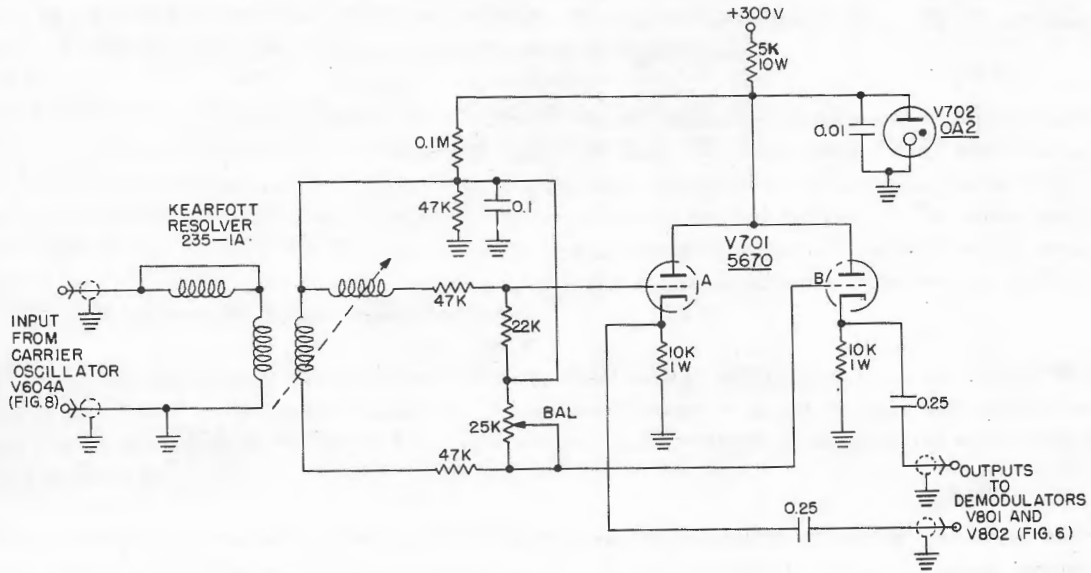 +300V
5K
10W
V702
OA2
0.01
0.1M
47K
0.1
KEARFOTT
RESOLVER
235-1A
V701
5670
A
B
47K
22K
INPUT
FROM
CARRIER
OSCILLATOR
V604A
(FIG.8)
10K
1W
10K
1W
0.25
25K
BAL
47K
OUTPUTS
TO
DEMODULATORS
V801 AND
V802 (FIG.6)
0.25